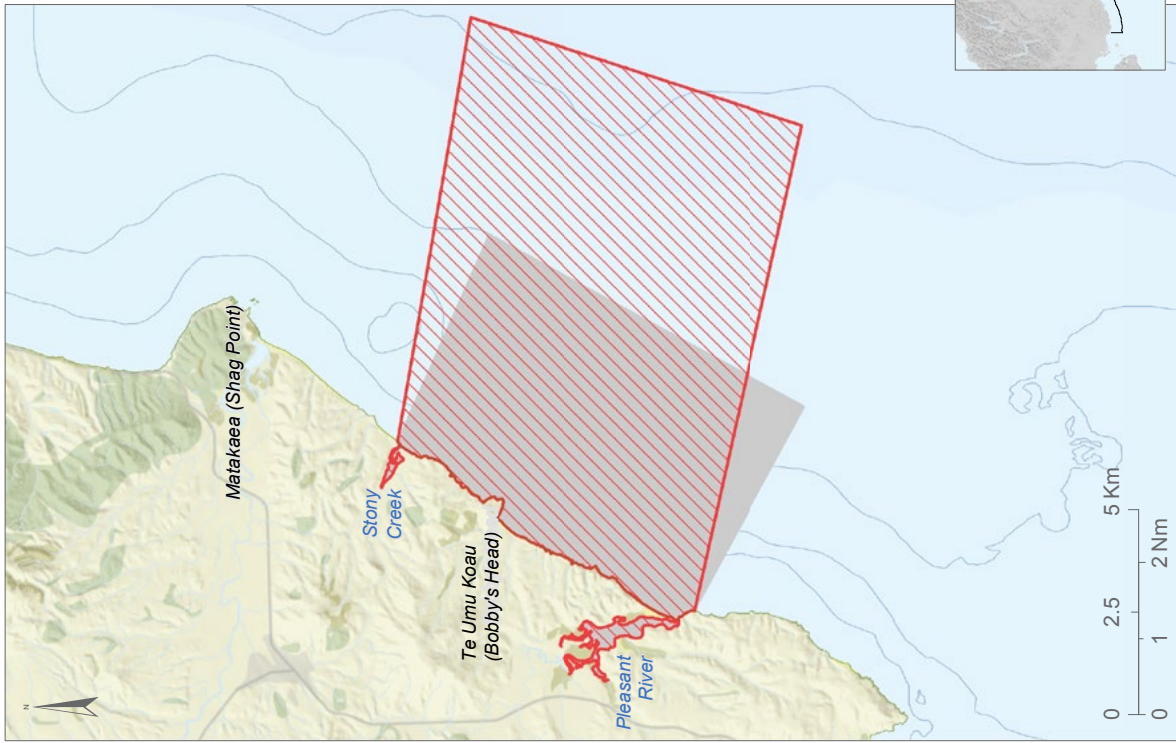 Matakaea (Shag Point)
Stony
Creek
Te Umu Koau
(Bobby's Head)
Pleasant
River
N
0 2.5 5 Km
0 1 2 Nm